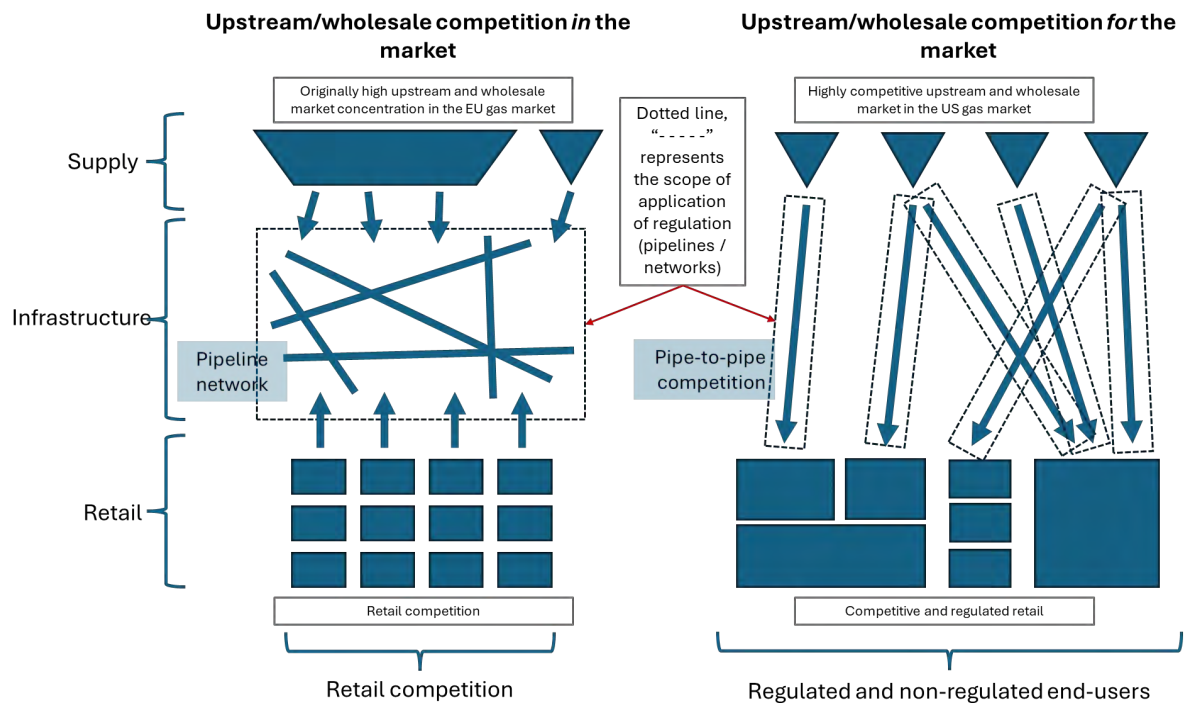 Upstream/wholesale competition in the
market
Upstream/wholesale competition for the
market
Originally high upstream and wholesale
market concentration in the EU gas market
Highly competitive upstream and wholesale
market in the US gas market
Dotted line,
“- - - - -”
represents
the scope of
application
of regulation
(pipelines /
networks)
Supply
Infrastructure
Pipeline
network
Pipe-to-pipe
competition
Retail
Retail competition
Competitive and regulated retail
Retail competition
Regulated and non-regulated end-users